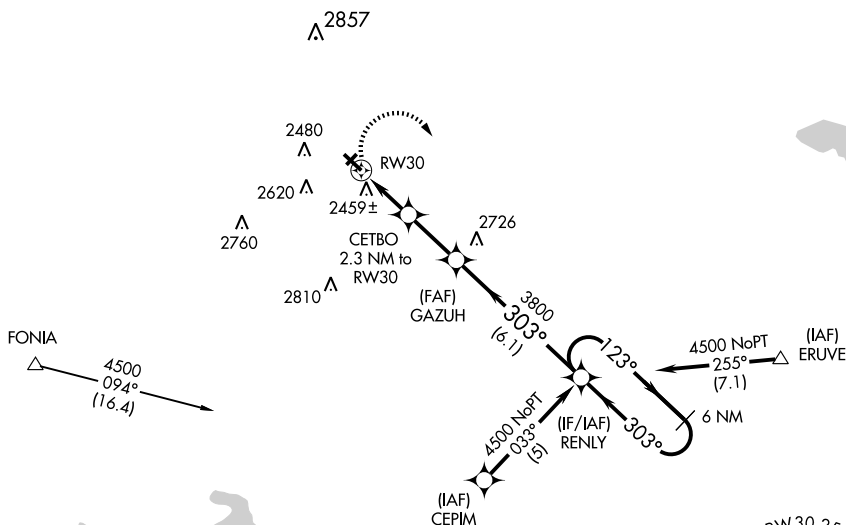 2857
2480
RW30
2620
2459±
2726
2760
CETBO
2.3 NM to
RW30
2810
(FAF)
GAZUH
3800
303°
(6.1)
FONIA
4500
094°
(16.4)
123°
4500 NoPT
255°
(7.1)
(IAF)
ERUVE
6 NM
303°
(IF/IAF)
RENLY
4500 NoPT
033°
(5)
(IAF)
CEPIM
RW 30